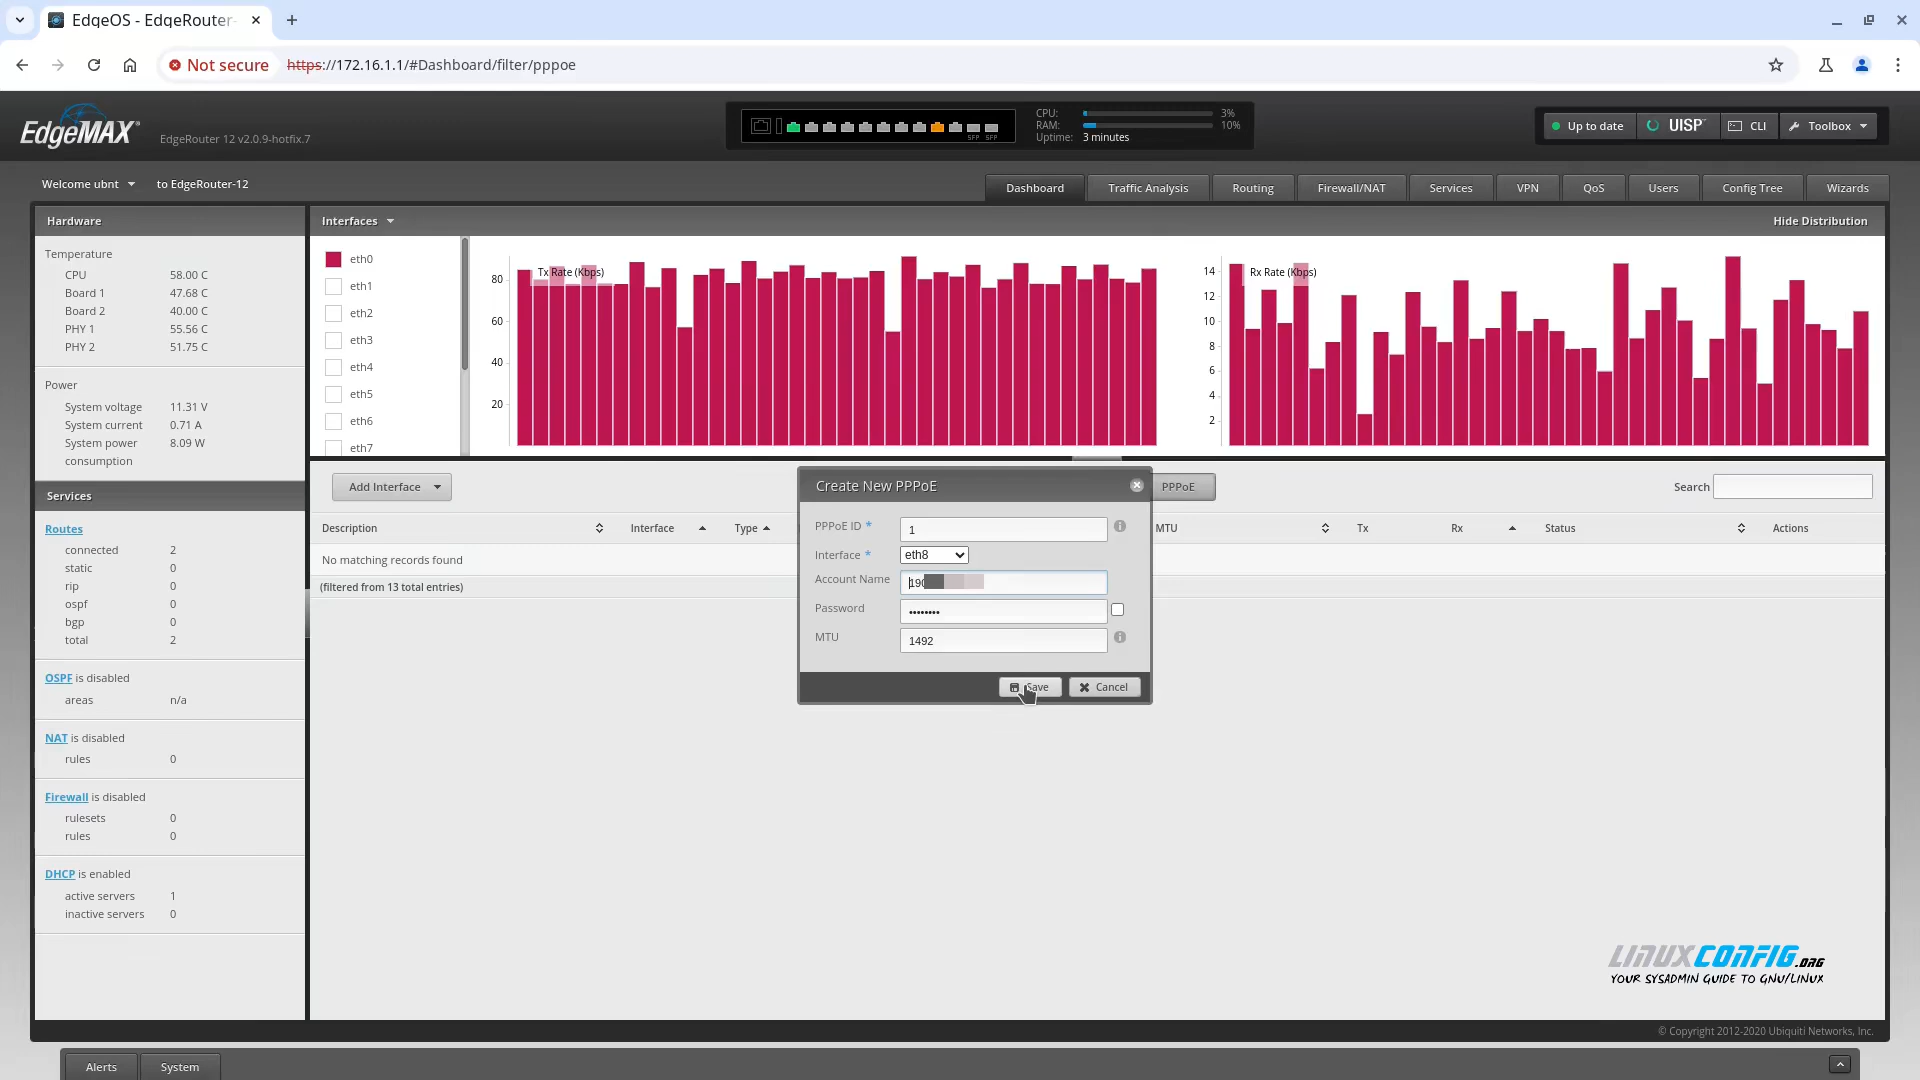 EdgeOS - EdgeRouter-
Not secure https://172.16.1.1/#Dashboard/filter/pppoe
EdgeMAX EdgeRouter 12 v2.0.9-hotfix.7
SFP SFP
CPU: 3%
RAM: 10%
Uptime: 3 minutes
Up to date UISP CLI Toolbox
Welcome ubnt to EdgeRouter-12
Dashboard Traffic Analysis Routing Firewall/NAT Services VPN QoS Users Config Tree Wizards
Hardware
Temperature
CPU 58.00 C
Board 1 47.68 C
Board 2 40.00 C
PHY 1 55.56 C
PHY 2 51.75 C
Power
System voltage 11.31 V
System current 0.71 A
System power 8.09 W
consumption
Services
Routes
connected 2
static 0
rip 0
ospf 0
bgp 0
total 2
OSPF is disabled
areas n/a
NAT is disabled
rules 0
Firewall is disabled
rulesets 0
rules 0
DHCP is enabled
active servers 1
inactive servers 0
Interfaces Hide Distribution
eth0
eth1
eth2
eth3
eth4
eth5
eth6
eth7
Tx Rate (Kbps)
80
60
40
20
Rx Rate (Kbps)
14
12
10
8
6
4
2
Add Interface PPPoE Search
Description Interface Type MTU Tx Rx Status Actions
No matching records found
(filtered from 13 total entries)
Create New PPPoE
PPPoE ID * 1
Interface * eth8
Account Name 190
Password ••••••••
MTU 1492
Save Cancel
LINUXCONFIG.ORG
YOUR SYSADMIN GUIDE TO GNU/LINUX
© Copyright 2012-2020 Ubiquiti Networks, Inc.
Alerts System